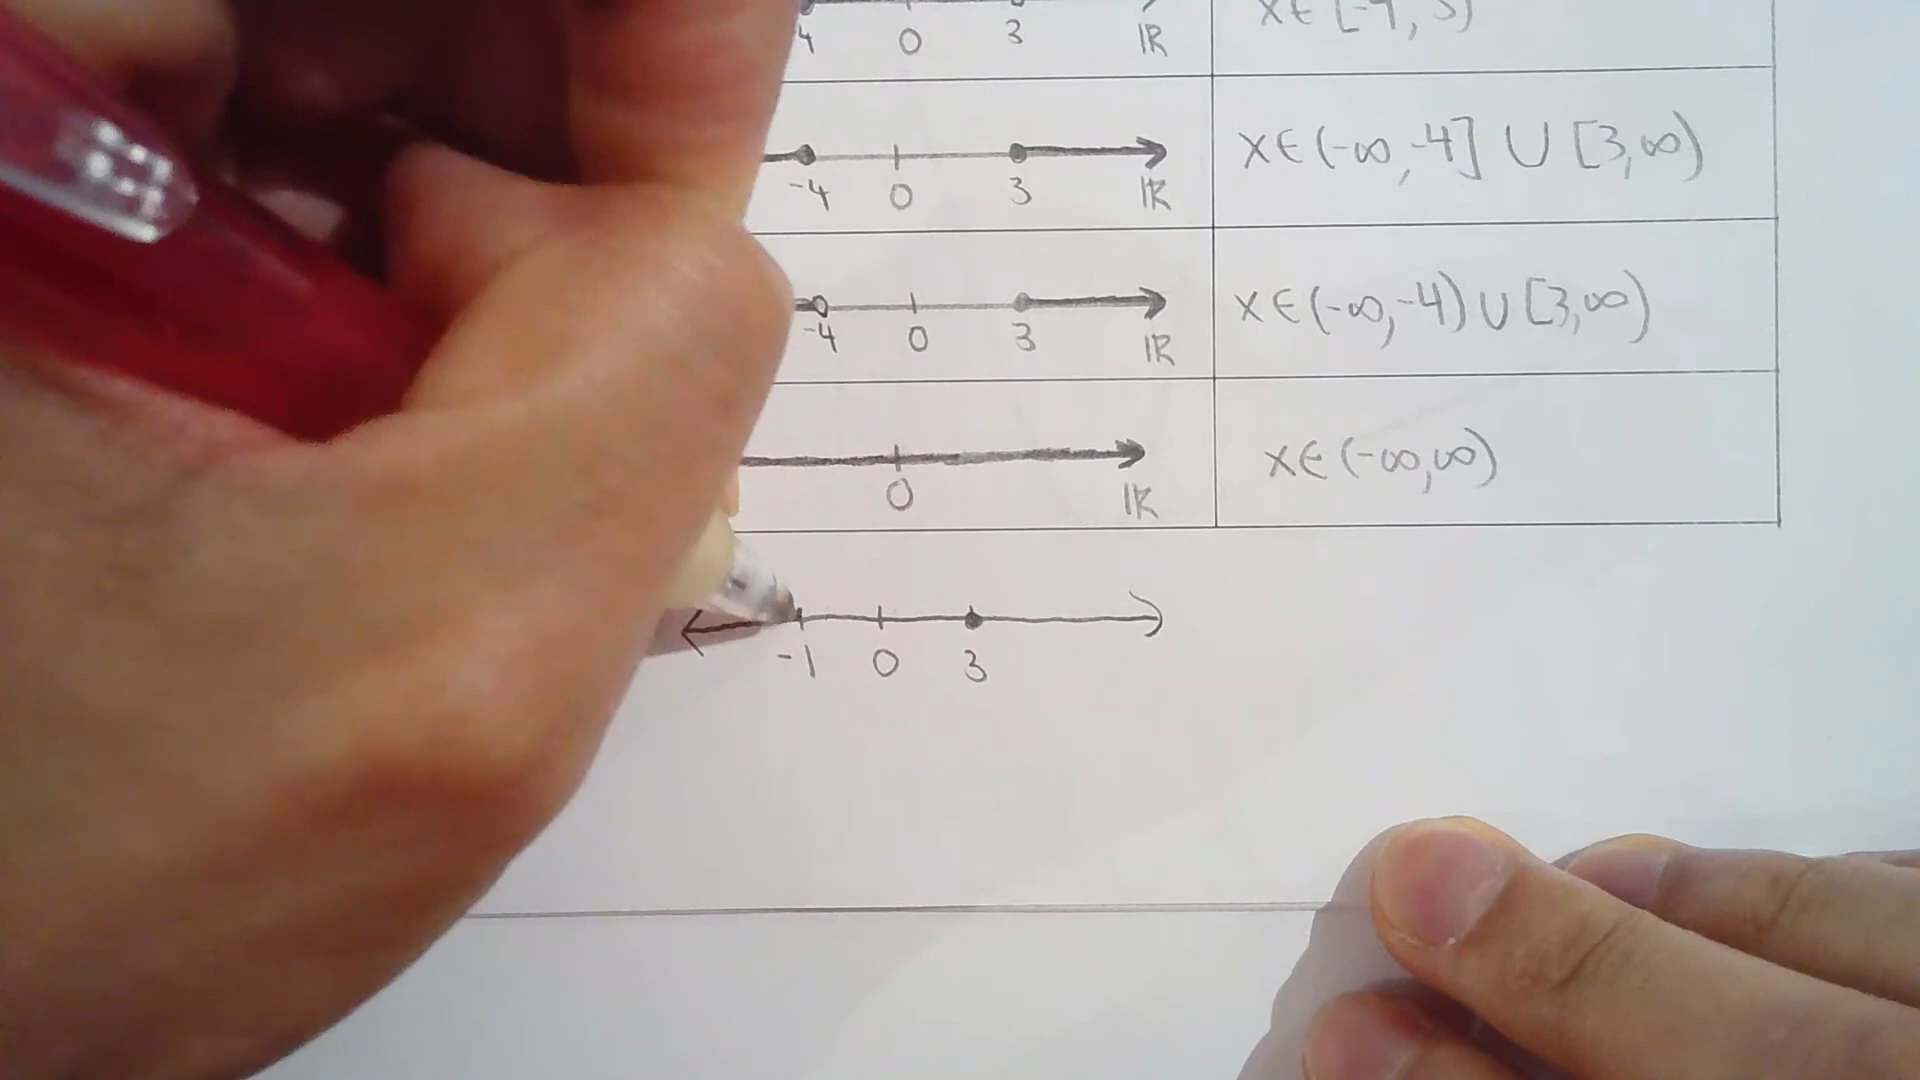 0 3 ℝ
x∈(-∞,-4] ∪ [3,∞)
-4 0 3 ℝ
x∈(-∞,-4) ∪ [3,∞)
-4 0 3 ℝ
x∈(-∞,∞)
0 ℝ
-1 0 3